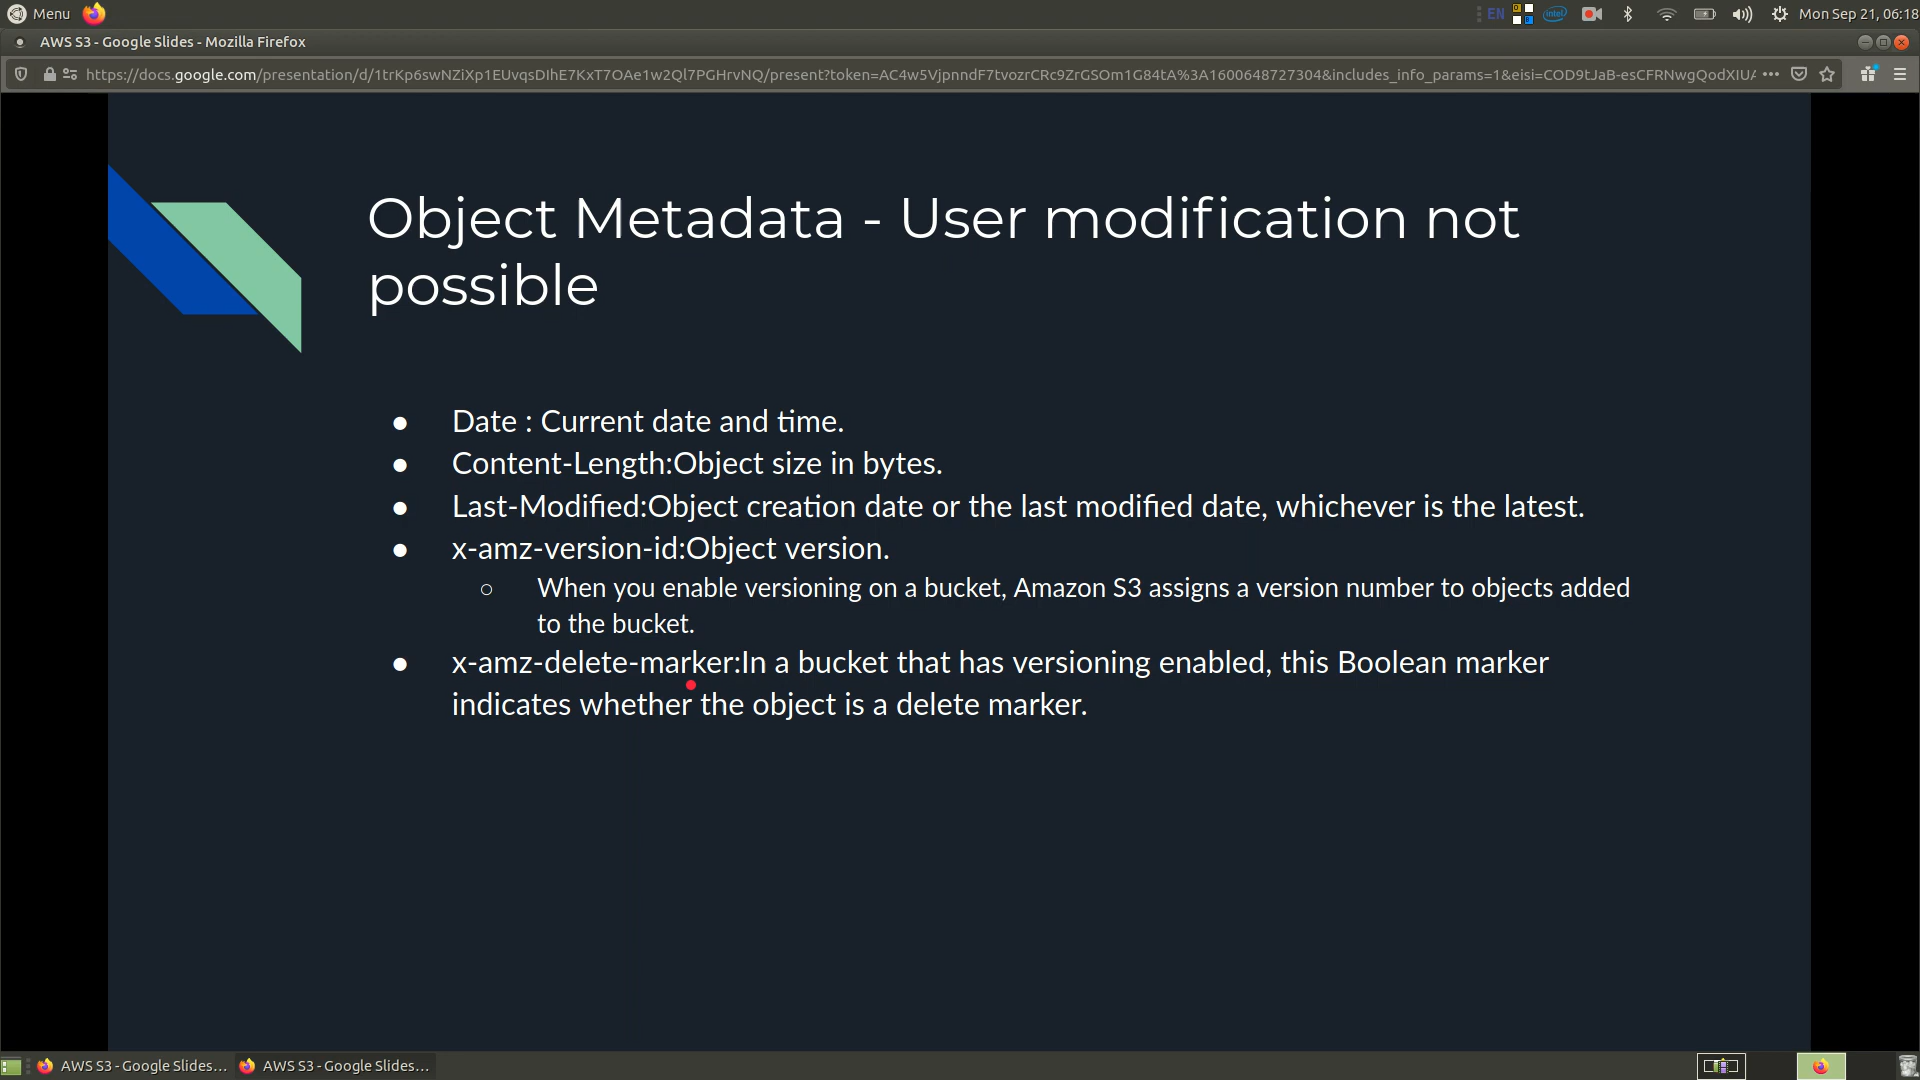 Menu
EN
intel
Mon Sep 21, 06:18
AWS S3 - Google Slides - Mozilla Firefox
https://docs.google.com/presentation/d/1trKp6swNZiXp1EUvqsDIhE7KxT7OAe1w2Ql7PGHrvNQ/present?token=AC4w5VjpnndF7tvozrCRc9ZrGSOm1G84tA%3A1600648727304&includes_info_params=1&eisi=COD9tJaB-esCFRNwgQodXIUA
Object Metadata - User modification not
possible
● Date : Current date and time.
● Content-Length:Object size in bytes.
● Last-Modified:Object creation date or the last modified date, whichever is the latest.
● x-amz-version-id:Object version.
○ When you enable versioning on a bucket, Amazon S3 assigns a version number to objects added
to the bucket.
● x-amz-delete-marker:In a bucket that has versioning enabled, this Boolean marker
indicates whether the object is a delete marker.
AWS S3 - Google Slides...
AWS S3 - Google Slides...